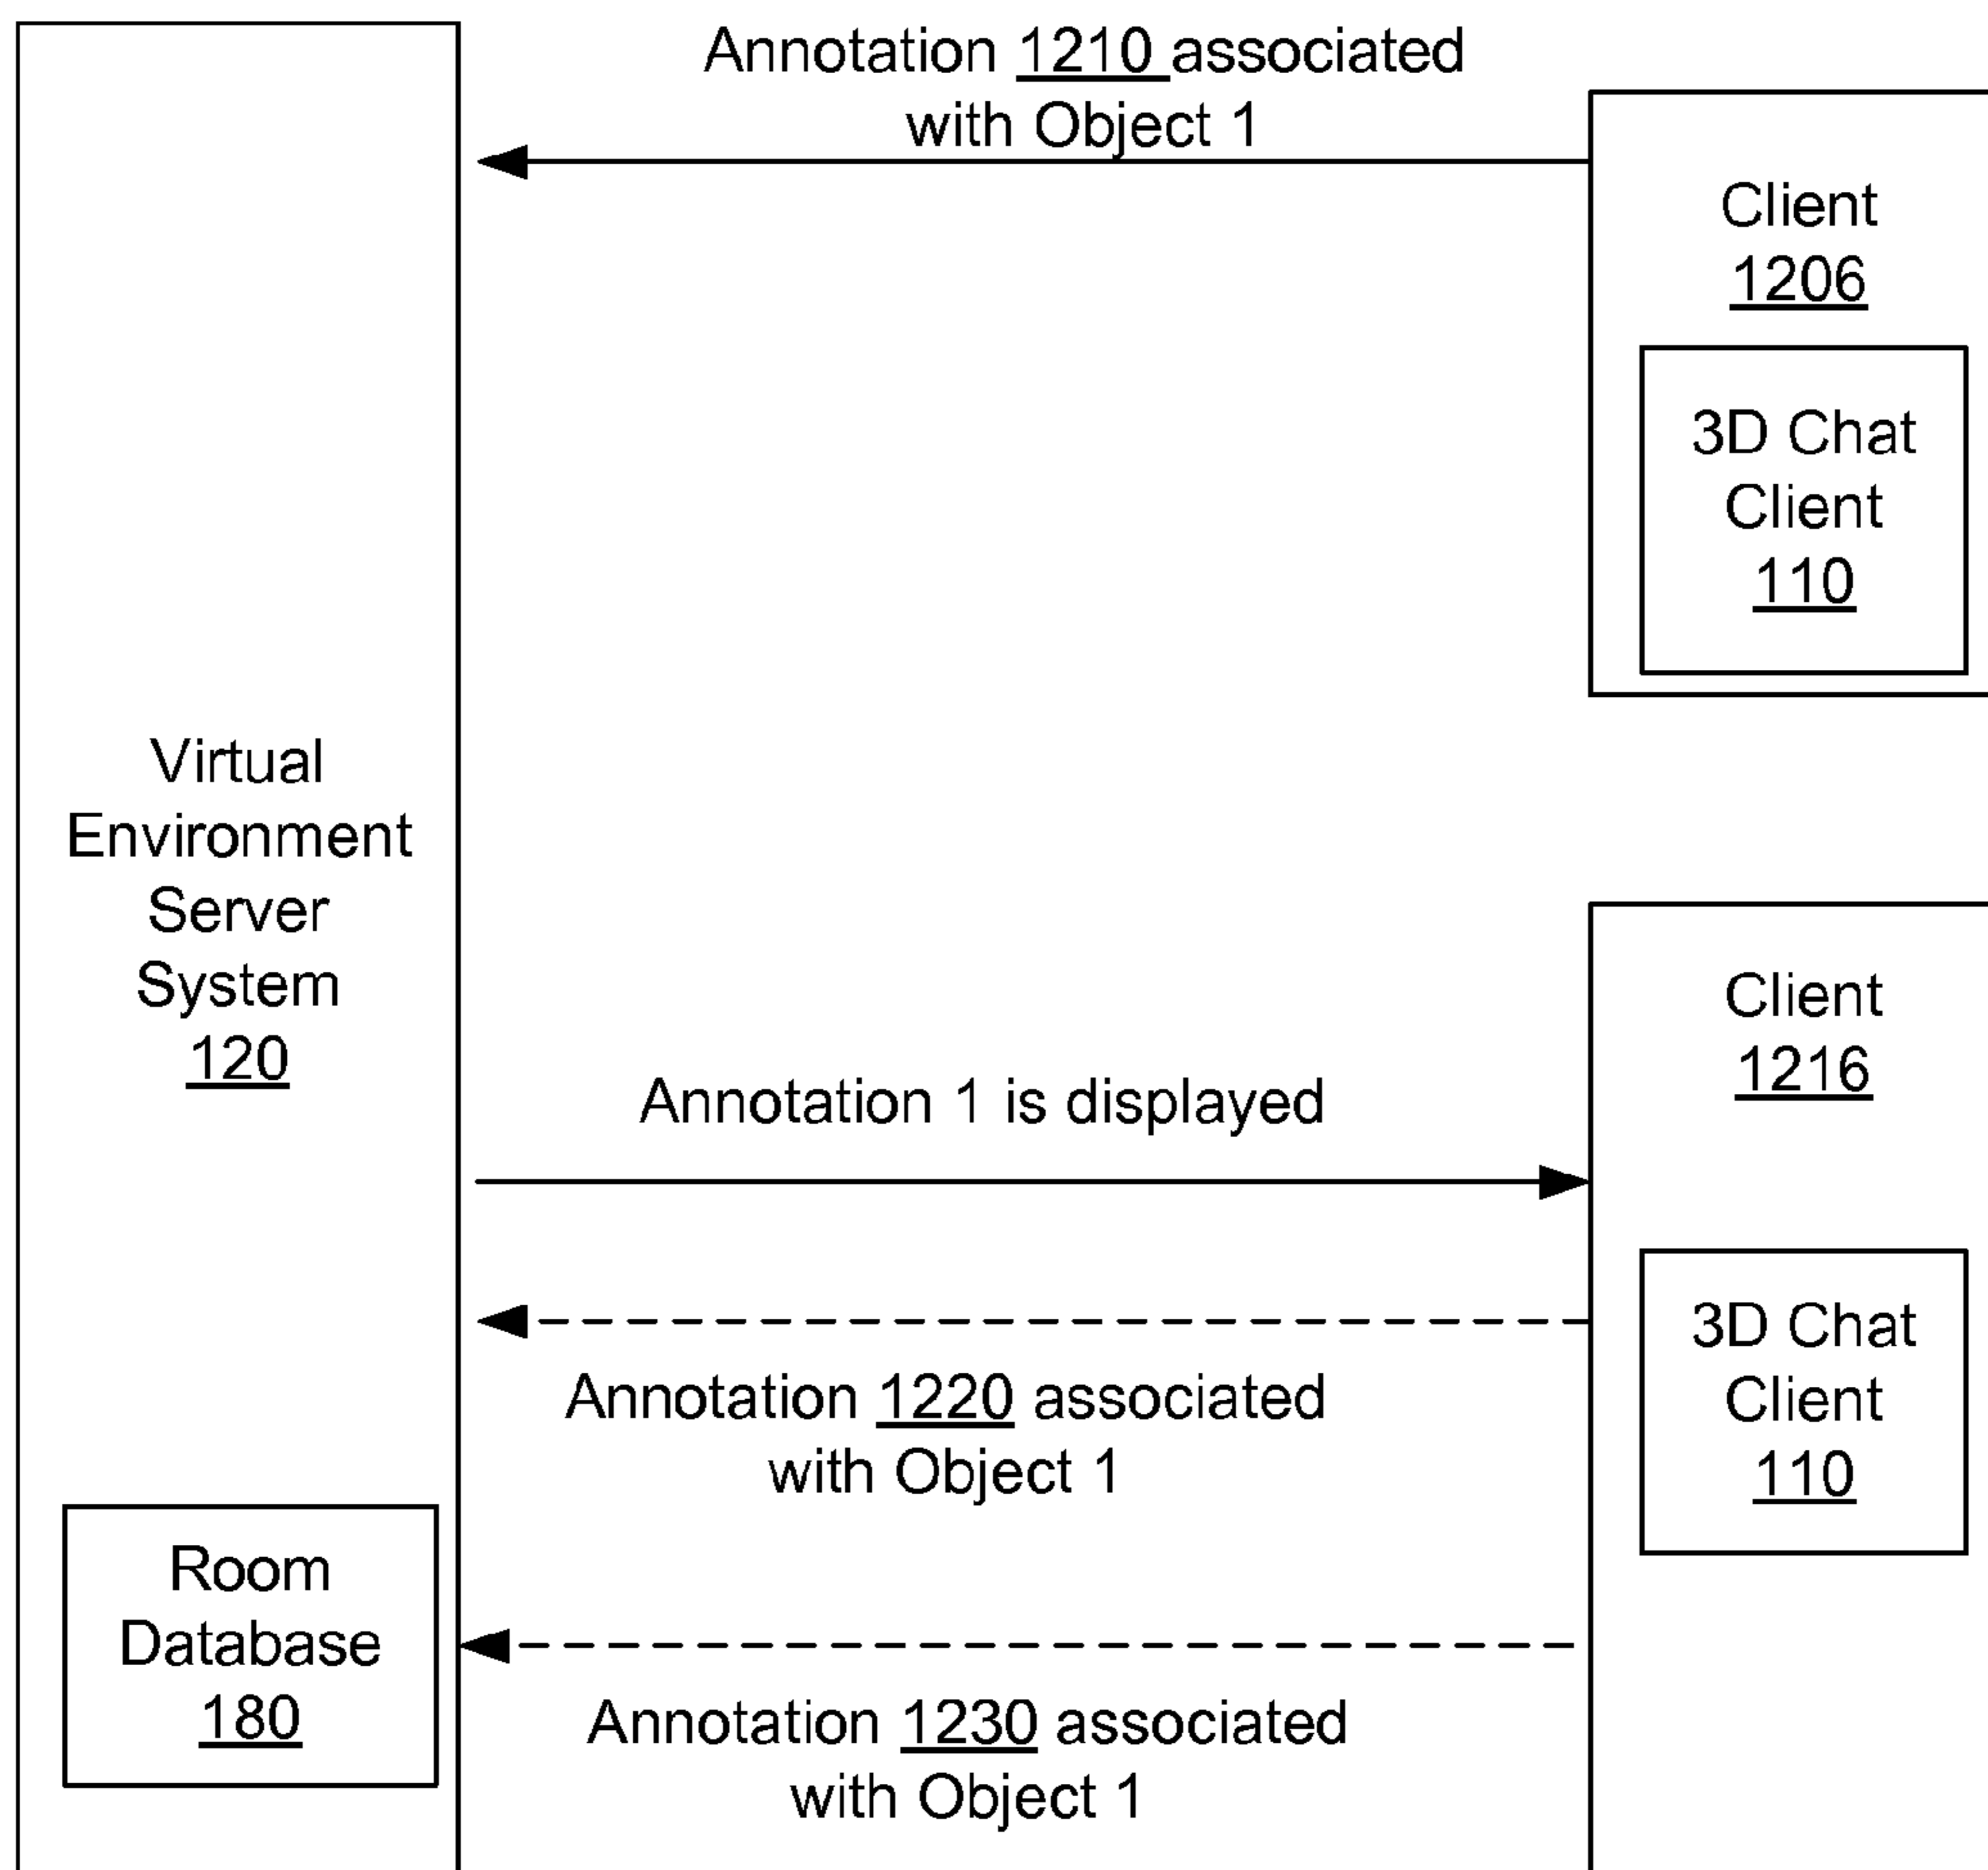 Annotation 1210 associated
with Object 1
Client
1206
3D Chat
Client
110
Virtual
Environment
Server
System
120
Client
1216
Annotation 1 is displayed
3D Chat
Client
110
Annotation 1220 associated
with Object 1
Room
Database
180
Annotation 1230 associated
with Object 1